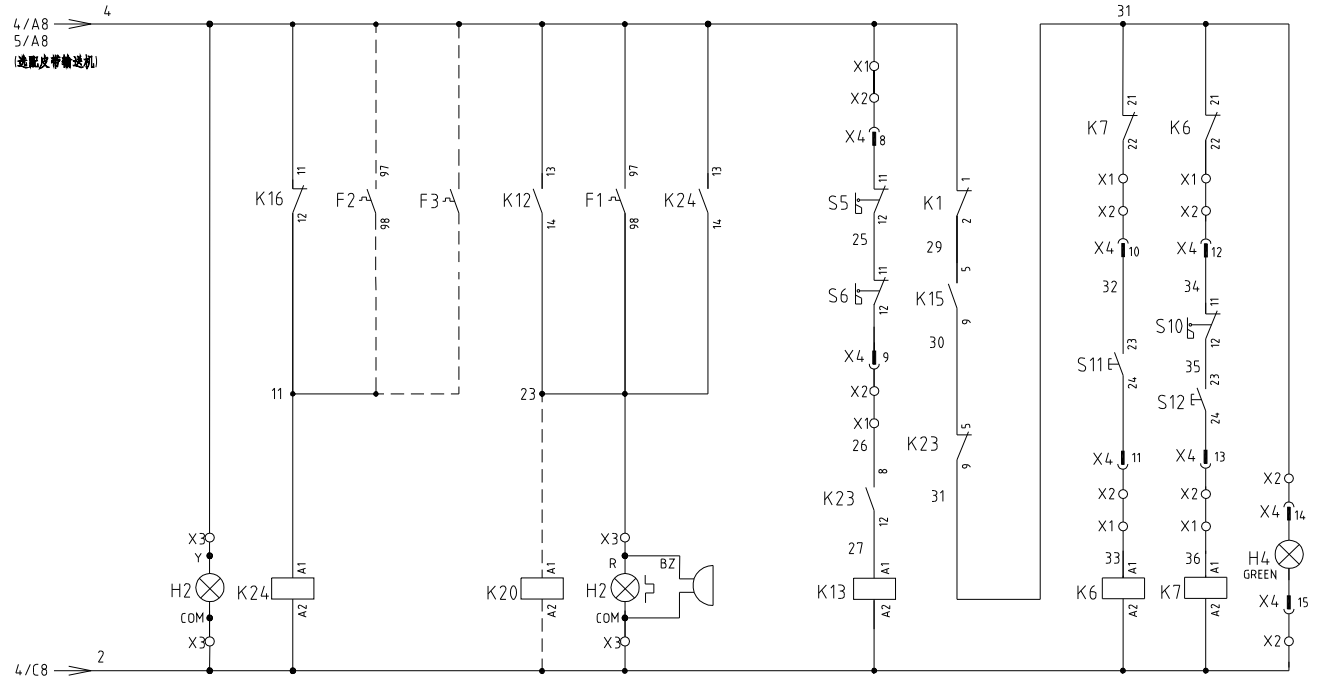 4/A8
4
5/A8
(选配皮带输送机)
31
X1
X2
X4 8
11
S5
12
25
11
S6
12
X4 9
X2
X1
26
8
K23
12
27
A1
K13
A2
11
K16
12
97
F2
98
F3
13
K12
14
97
F1
98
13
K24
14
11
23
1
K1
2
29
5
K15
9
30
5
K23
9
31
21
K7
22
X1
X2
X4 10
32
23
S11
24
X4 11
X2
X1
33
A1
K6
A2
21
K6
22
X1
X2
X4 12
34
11
S10
12
35
23
S12
24
X4 13
X2
X1
36
A1
K7
A2
X2
X4 14
H4
GREEN
X4 15
X2
X3
Y
H2
COM
X3
A1
K24
A2
A1
K20
A2
X3
R BZ
H2
COM
X3
4/C8
2